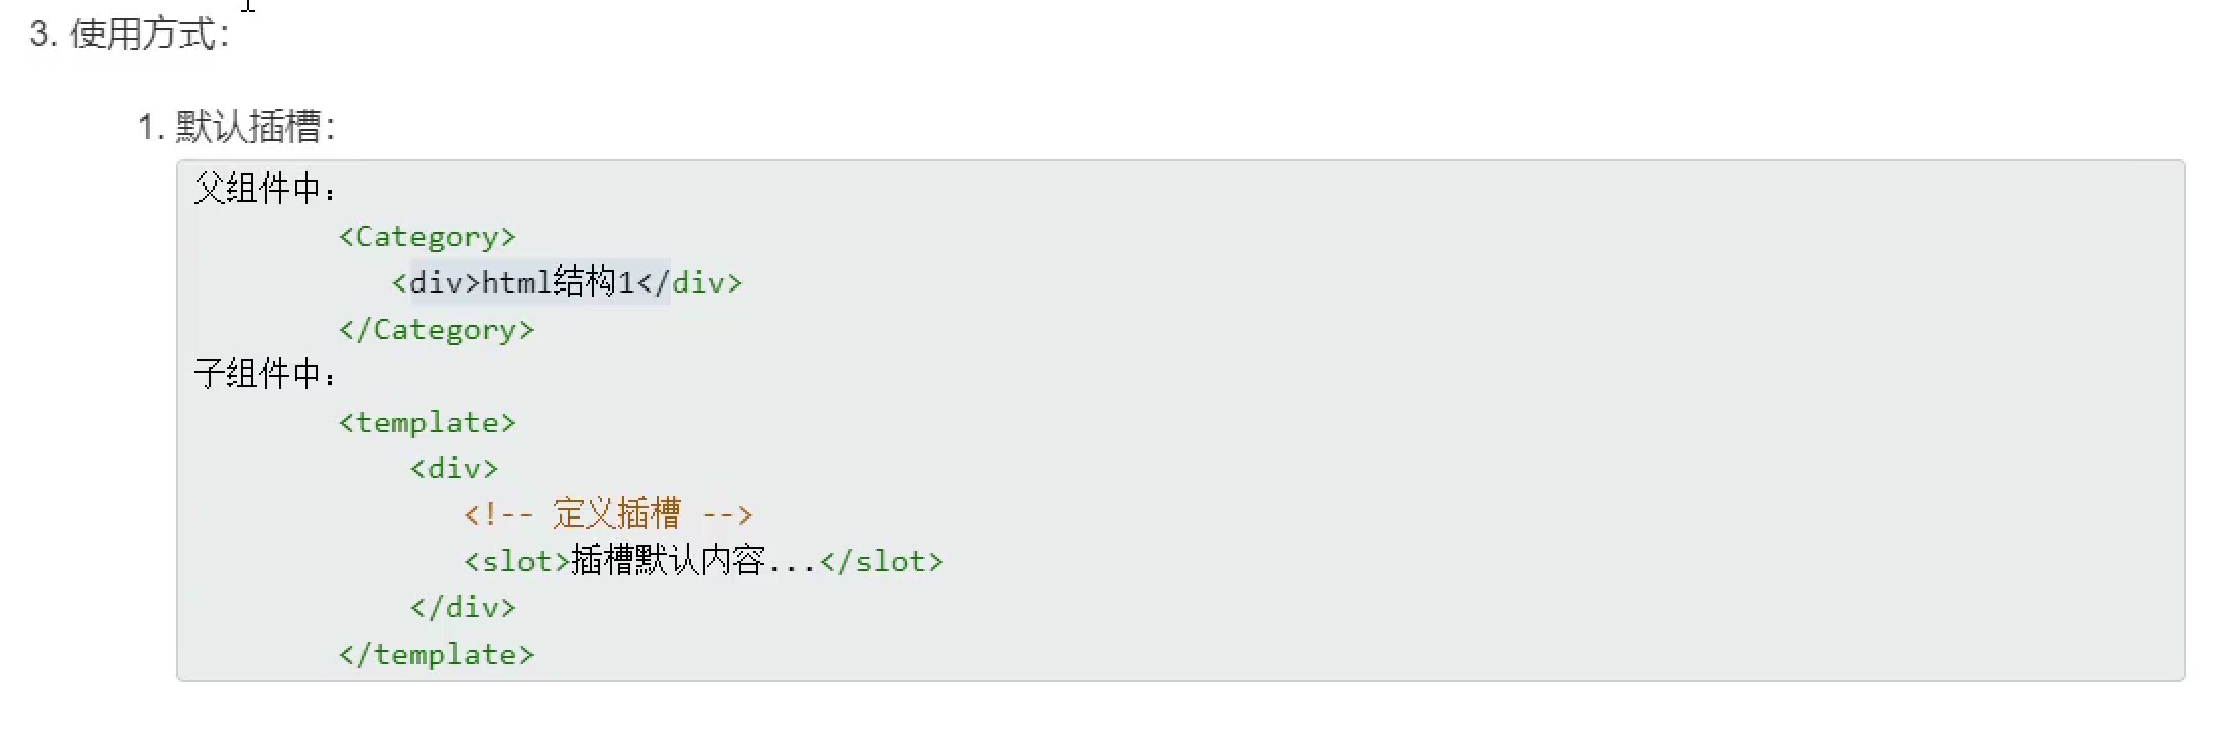 3. 使用方式：
1. 默认插槽：
父组件中：
<Category>
<div>html结构1</div>
</Category>
子组件中：
<template>
<div>
<!-- 定义插槽 -->
<slot>插槽默认内容...</slot>
</div>
</template>